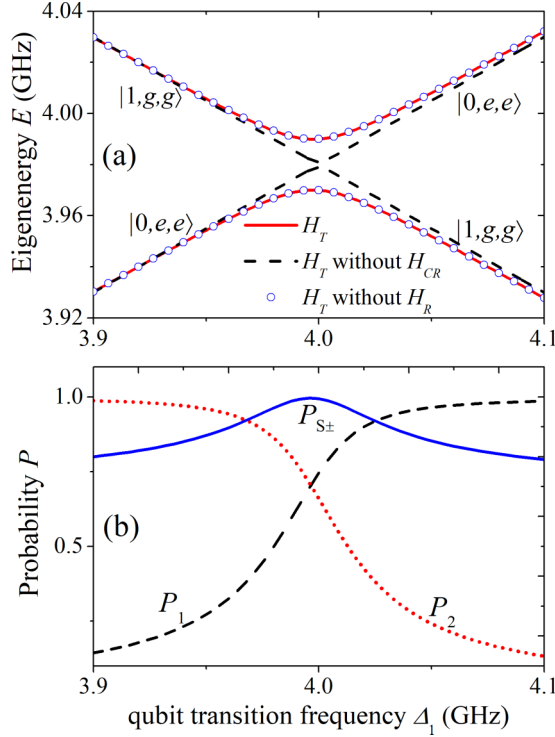 4.04
4.00
3.96
3.92
Eigenenergy E (GHz)
(a)
|1,g,g⟩
|0,e,e⟩
|0,e,e⟩
|1,g,g⟩
H_T
H_T without H_CR
H_T without H_R
3.9
4.0
4.1
1.0
0.5
Probability P
(b)
P_S±
P_1
P_2
3.9
4.0
4.1
qubit transition frequency Δ_1 (GHz)